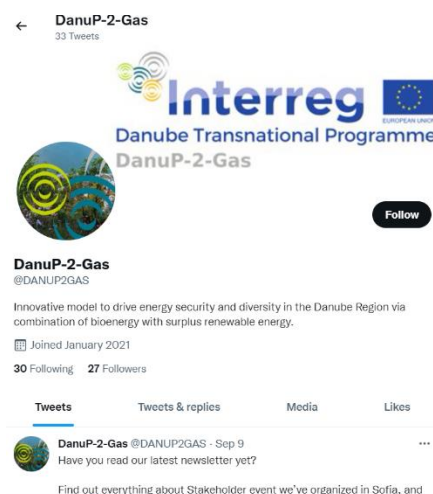 DanuP-2-Gas
33 Tweets
Interreg
EUROPEAN UNION
Danube Transnational Programme
DanuP-2-Gas
Follow
DanuP-2-Gas
@DANUP2GAS
Innovative model to drive energy security and diversity in the Danube Region via
combination of bioenergy with surplus renewable energy.
Joined January 2021
30 Following 27 Followers
Tweets Tweets & replies Media Likes
DanuP-2-Gas @DANUP2GAS · Sep 9
Have you read our latest newsletter yet?
Find out everything about Stakeholder event we've organized in Sofia, and